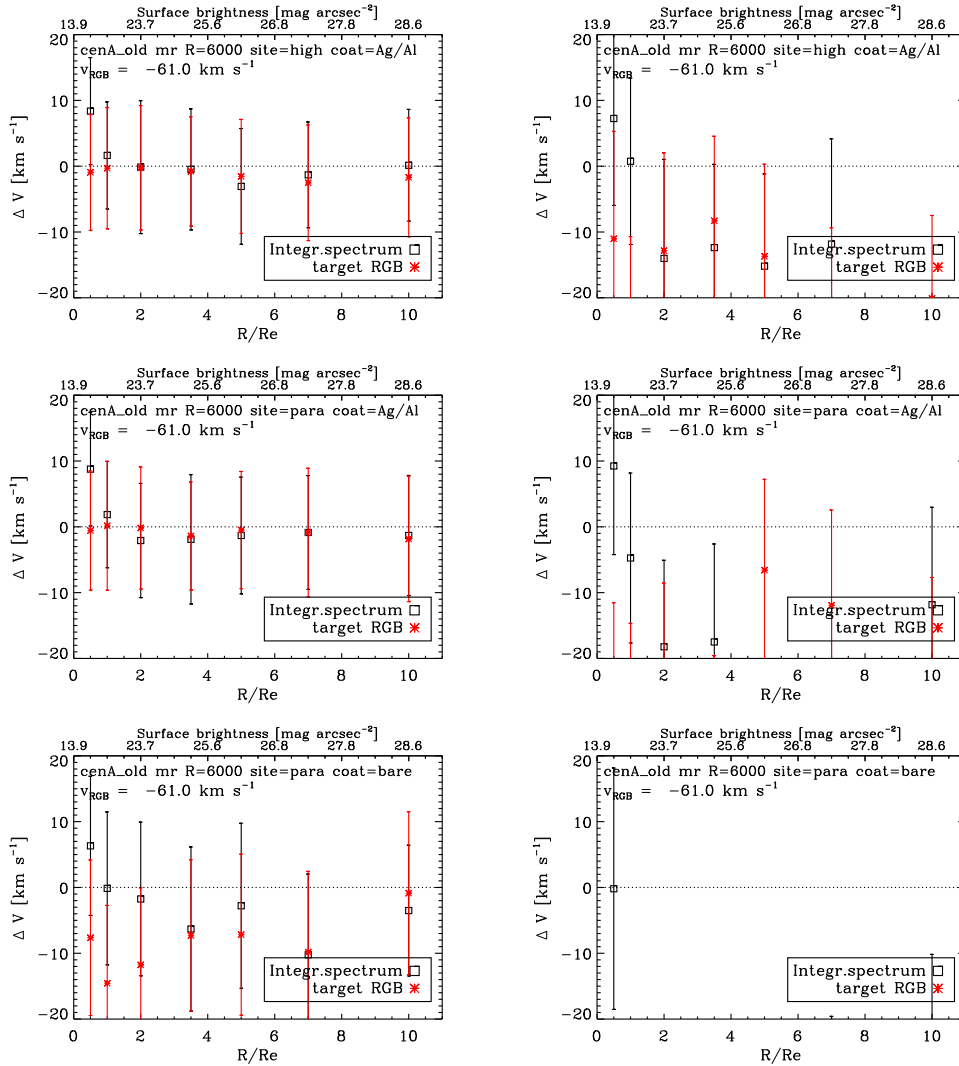 Surface brightness [mag arcsec⁻²]
13.9 23.7 25.6 26.8 27.8 28.6
cenA_old mr R=6000 site=high coat=Ag/Al
v_RGB = −61.0 km s⁻¹
20
10
0
−10
−20
Δ V [km s⁻¹]
Integr.spectrum
target RGB
0 2 4 6 8 10
R/Re
Surface brightness [mag arcsec⁻²]
13.9 23.7 25.6 26.8 27.8 28.6
cenA_old mr R=6000 site=high coat=Ag/Al
v_RGB = −61.0 km s⁻¹
20
10
0
−10
−20
Δ V [km s⁻¹]
Integr.spectrum
target RGB
0 2 4 6 8 10
R/Re
Surface brightness [mag arcsec⁻²]
13.9 23.7 25.6 26.8 27.8 28.6
cenA_old mr R=6000 site=para coat=Ag/Al
v_RGB = −61.0 km s⁻¹
20
10
0
−10
−20
Δ V [km s⁻¹]
Integr.spectrum
target RGB
0 2 4 6 8 10
R/Re
Surface brightness [mag arcsec⁻²]
13.9 23.7 25.6 26.8 27.8 28.6
cenA_old mr R=6000 site=para coat=Ag/Al
v_RGB = −61.0 km s⁻¹
20
10
0
−10
−20
Δ V [km s⁻¹]
Integr.spectrum
target RGB
0 2 4 6 8 10
R/Re
Surface brightness [mag arcsec⁻²]
13.9 23.7 25.6 26.8 27.8 28.6
cenA_old mr R=6000 site=para coat=bare
v_RGB = −61.0 km s⁻¹
20
10
0
−10
−20
Δ V [km s⁻¹]
Integr.spectrum
target RGB
0 2 4 6 8 10
R/Re
Surface brightness [mag arcsec⁻²]
13.9 23.7 25.6 26.8 27.8 28.6
cenA_old mr R=6000 site=para coat=bare
v_RGB = −61.0 km s⁻¹
20
10
0
−10
−20
Δ V [km s⁻¹]
Integr.spectrum
target RGB
0 2 4 6 8 10
R/Re